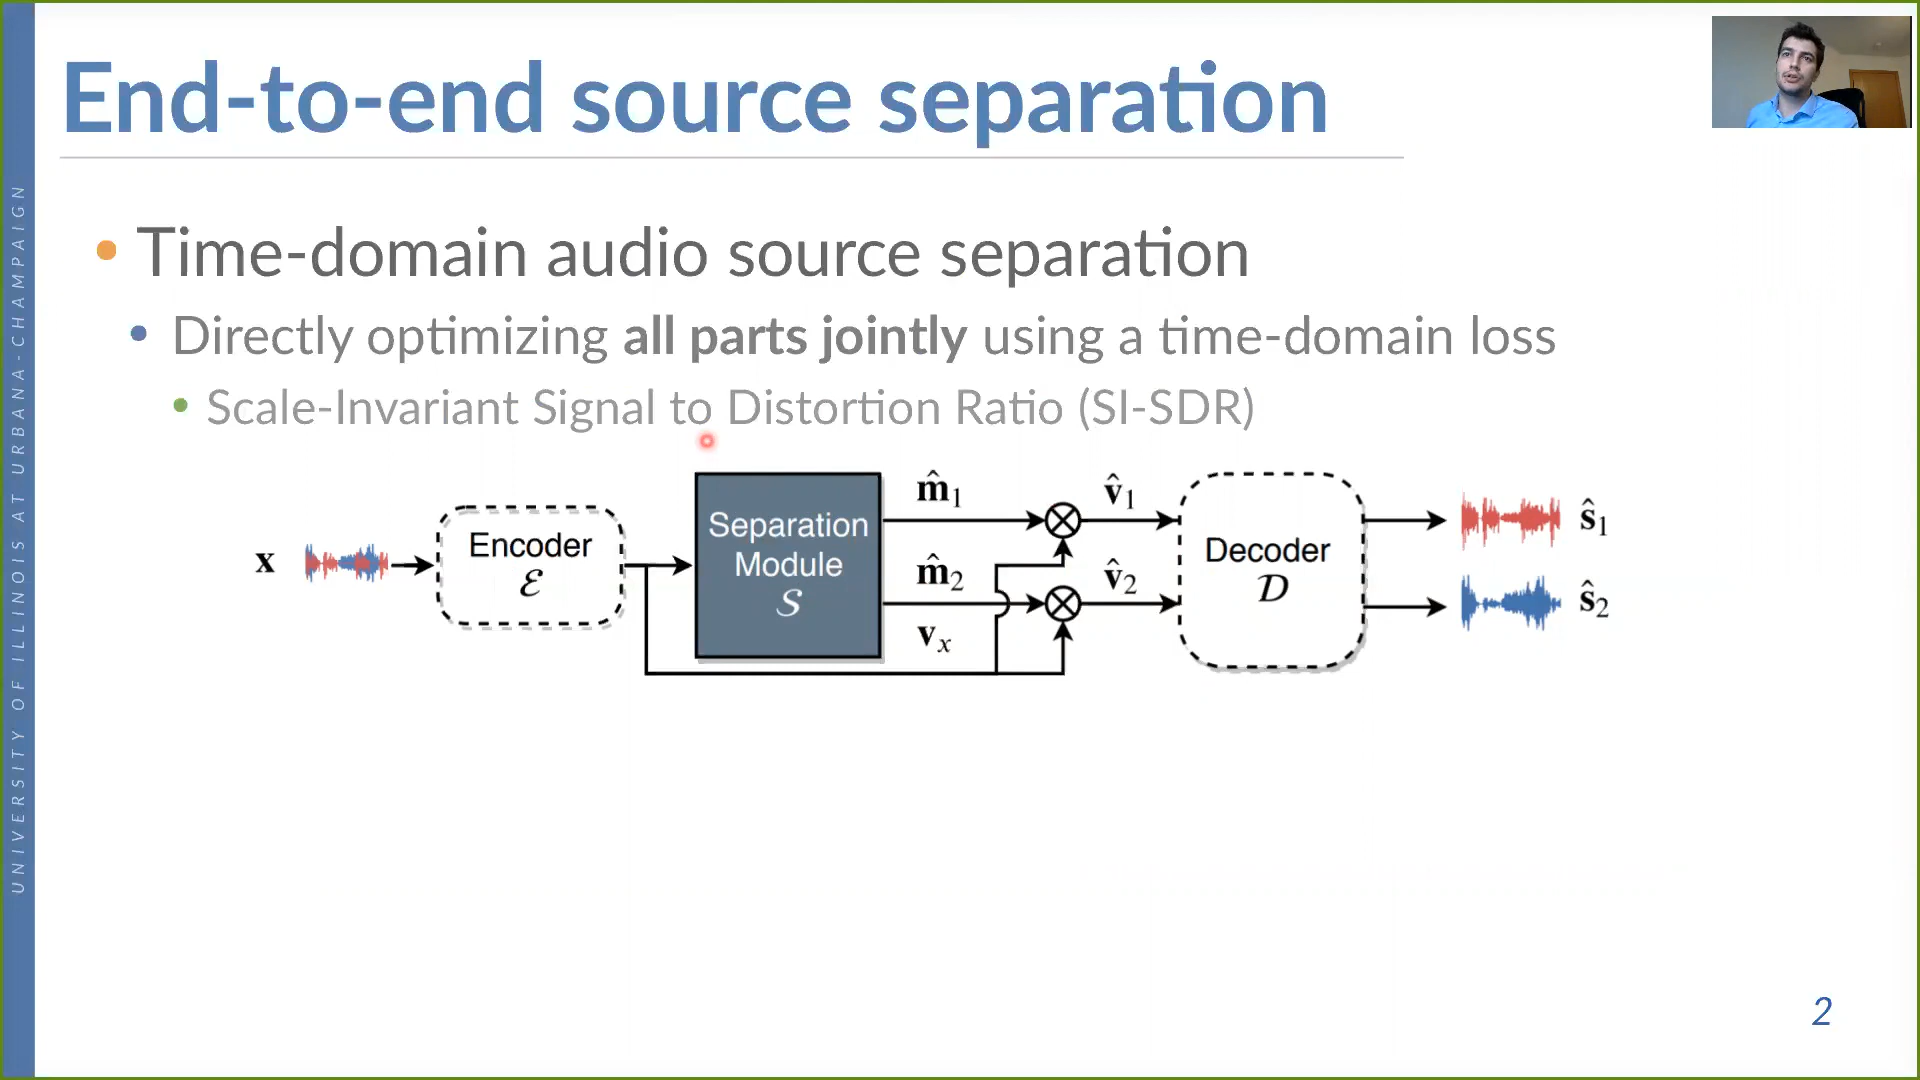 End-to-end source separation
UNIVERSITY OF ILLINOIS AT URBANA-CHAMPAIGN
• Time-domain audio source separation
• Directly optimizing all parts jointly using a time-domain loss
• Scale-Invariant Signal to Distortion Ratio (SI-SDR)
x
Encoder
ℰ
Separation
Module
𝒮
m̂₁
m̂₂
vₓ
v̂₁
v̂₂
Decoder
𝒟
ŝ₁
ŝ₂
2